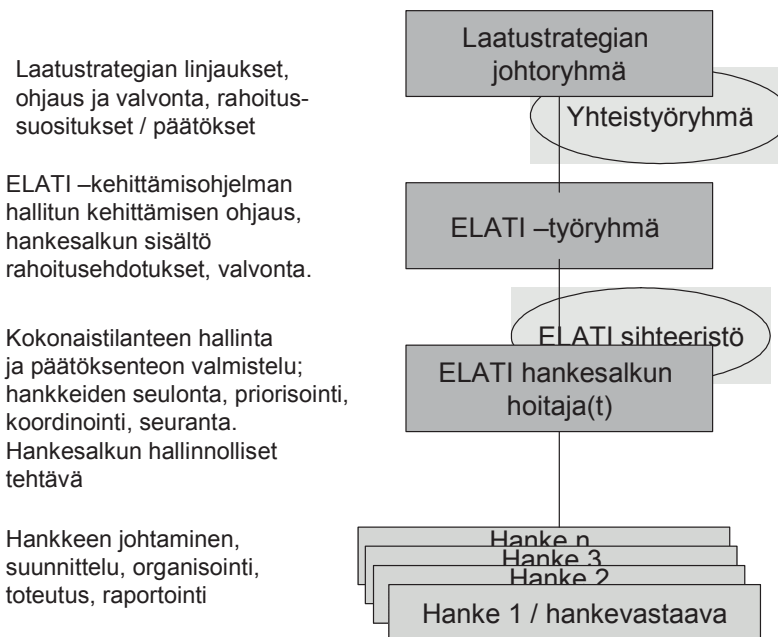 Laatustrategian
johtoryhmä
Laatustrategian linjaukset,
ohjaus ja valvonta, rahoitus-
suositukset / päätökset
Yhteistyöryhmä
ELATI –kehittämisohjelman
hallitun kehittämisen ohjaus,
hankesalkun sisältö
rahoitusehdotukset, valvonta.
ELATI –työryhmä
Kokonaistilanteen hallinta
ja päätöksenteon valmistelu;
hankkeiden seulonta, priorisointi,
koordinointi, seuranta.
Hankesalkun hallinnolliset
tehtävä
ELATI sihteeristö
ELATI hankesalkun
hoitaja(t)
Hankkeen johtaminen,
suunnittelu, organisointi,
toteutus, raportointi
Hanke n
Hanke 3
Hanke 2
Hanke 1 / hankevastaava